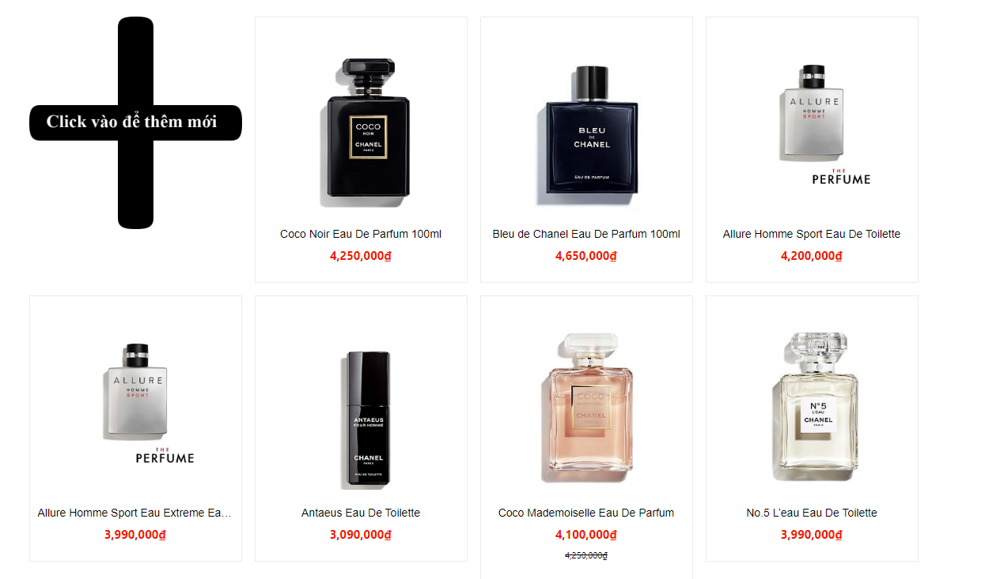 Click vào để thêm mới
COCO
NOIR
CHANEL
PARIS
BLEU
DE
CHANEL
EAU DE PARFUM
ALLURE
HOMME
SPORT
THE
PERFUME
Coco Noir Eau De Parfum 100ml
4,250,000₫
Bleu de Chanel Eau De Parfum 100ml
4,650,000₫
Allure Homme Sport Eau De Toilette
4,200,000₫
ALLURE
HOMME
SPORT
THE
PERFUME
ANTAEUS
POUR HOMME
CHANEL
PARIS
EAU DE TOILETTE
COCO
MADEMOISELLE
CHANEL
PARIS
N°5
L'EAU
CHANEL
PARIS
Allure Homme Sport Eau Extreme Ea…
3,990,000₫
Antaeus Eau De Toilette
3,090,000₫
Coco Mademoiselle Eau De Parfum
4,100,000₫
4,250,000₫
No.5 L'eau Eau De Toilette
3,990,000₫